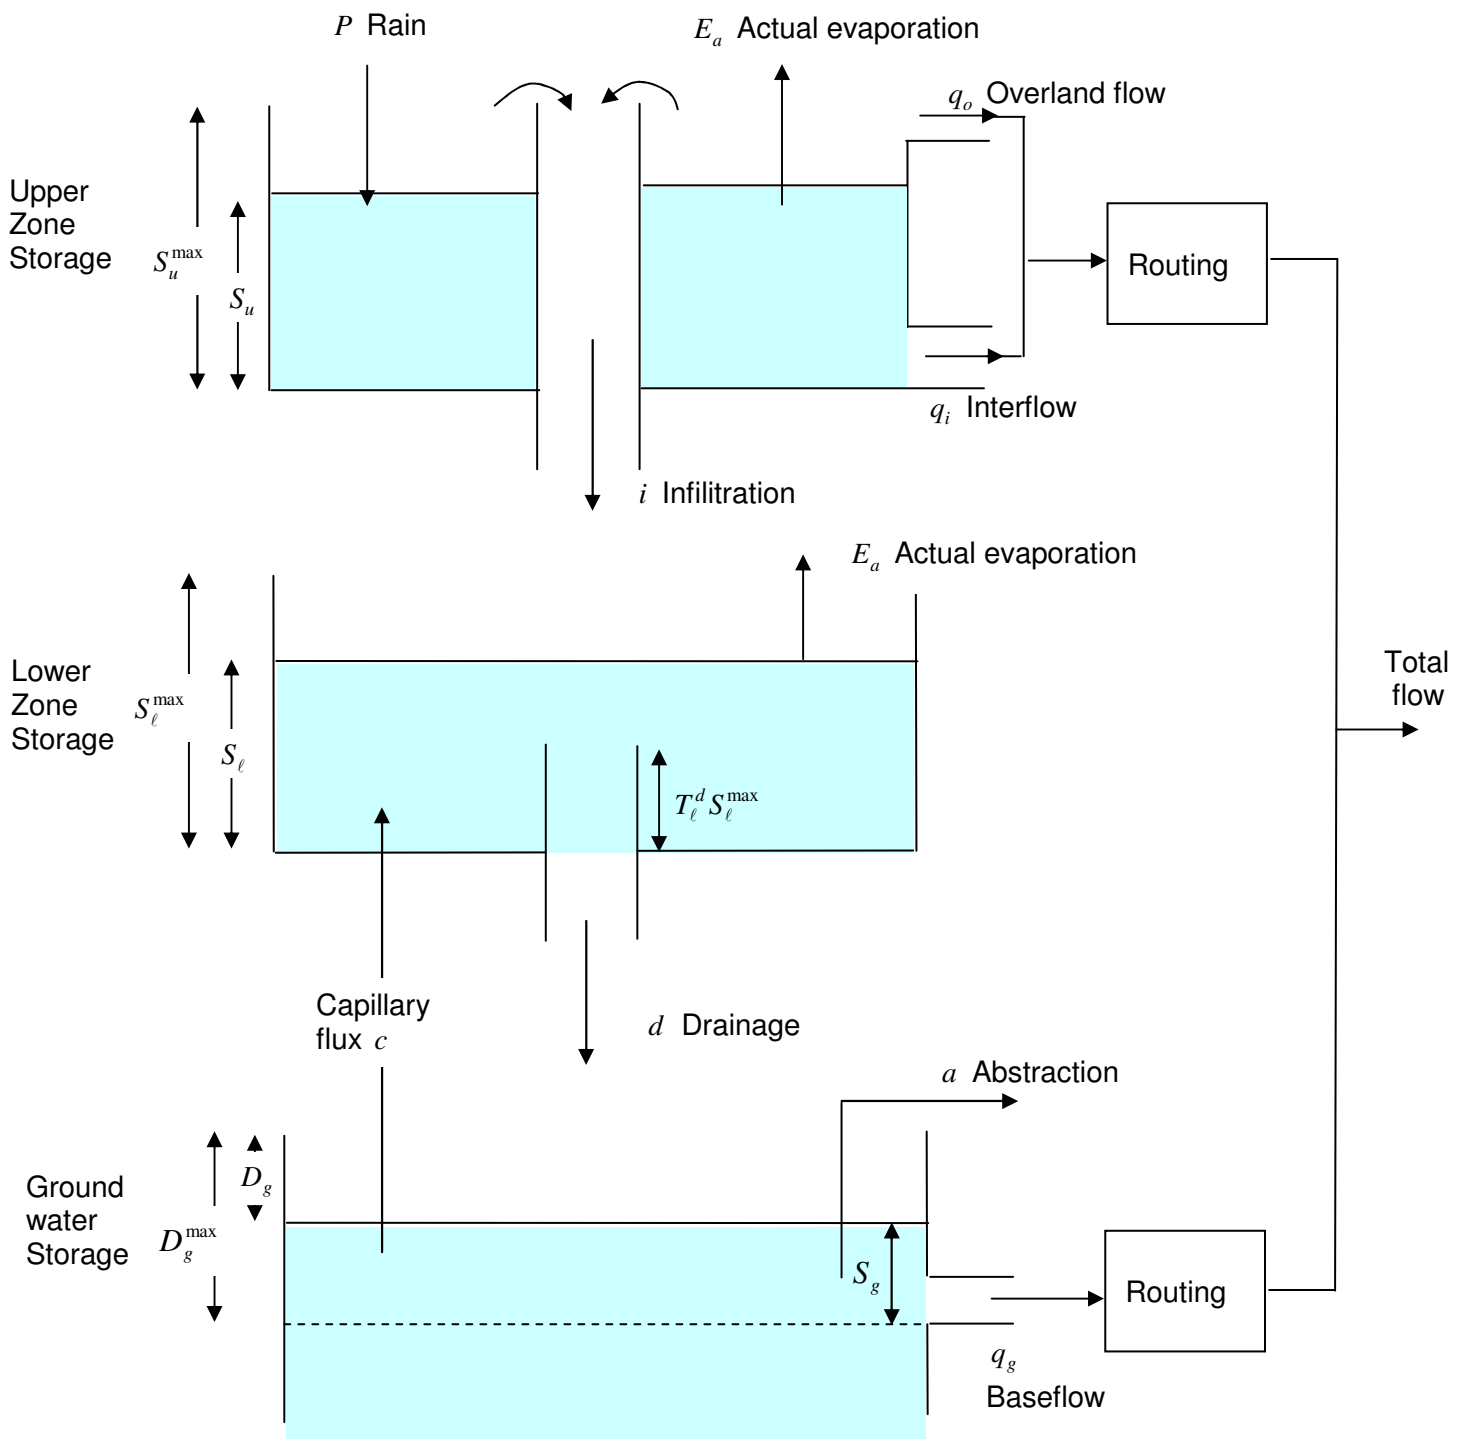 P Rain
E_a Actual evaporation
q_o Overland flow
Upper
Zone
Storage
S_u^max
S_u
Routing
q_i Interflow
i Infilitration
E_a Actual evaporation
Lower
Zone
Storage
S_ℓ^max
S_ℓ
T_ℓ^d S_ℓ^max
Total
flow
Capillary
flux c
d Drainage
a Abstraction
Ground
water
Storage
D_g^max
D_g
S_g
Routing
q_g
Baseflow